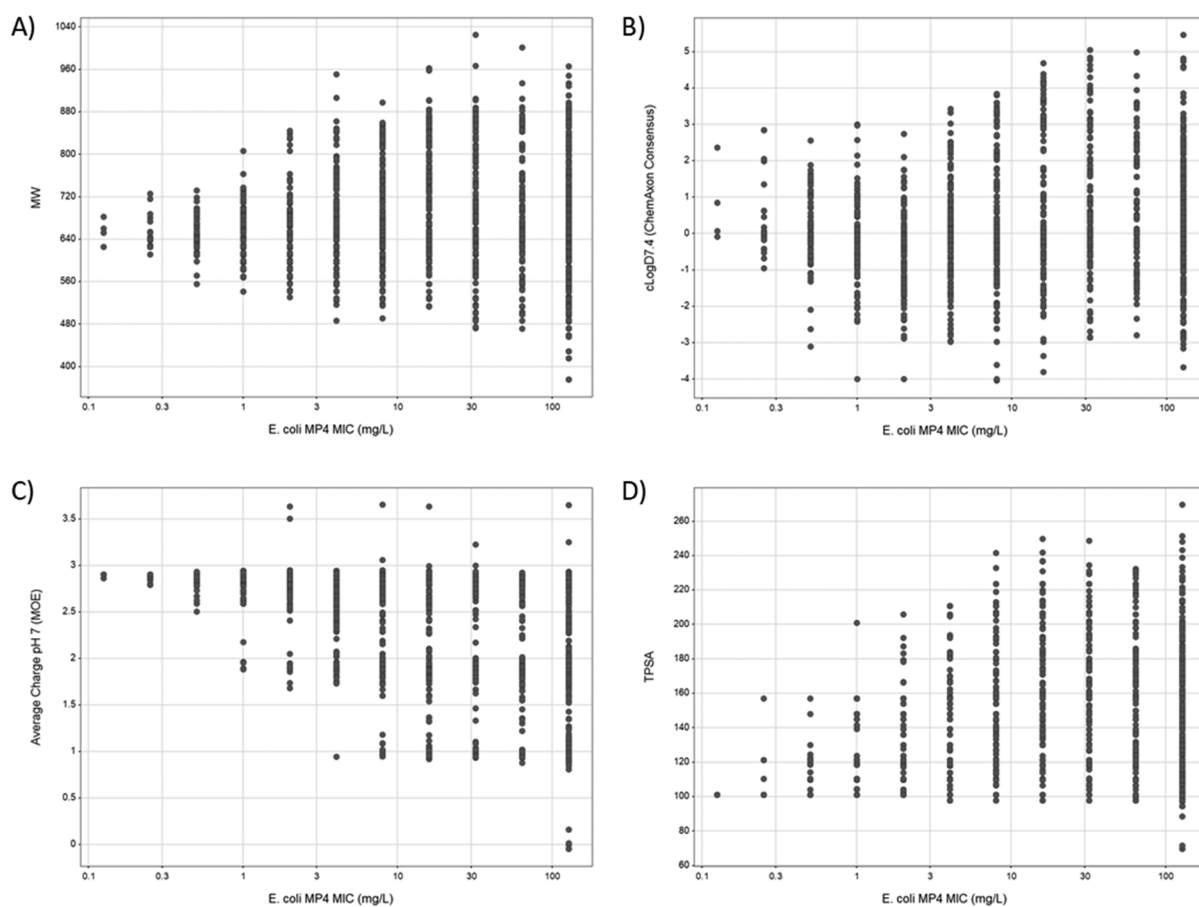 A)
1040
960
880
800
720
640
560
480
400
MW
0.1 0.3 1 3 10 30 100
E. coli MP4 MIC (mg/L)
B)
5
4
3
2
1
0
-1
-2
-3
-4
cLogD7.4 (ChemAxon Consensus)
0.1 0.3 1 3 10 30 100
E. coli MP4 MIC (mg/L)
C)
3.5
3
2.5
2
1.5
1
0.5
0
Average Charge pH 7 (MOE)
0.1 0.3 1 3 10 30 100
E. coli MP4 MIC (mg/L)
D)
260
240
220
200
180
160
140
120
100
80
60
TPSA
0.1 0.3 1 3 10 30 100
E. coli MP4 MIC (mg/L)